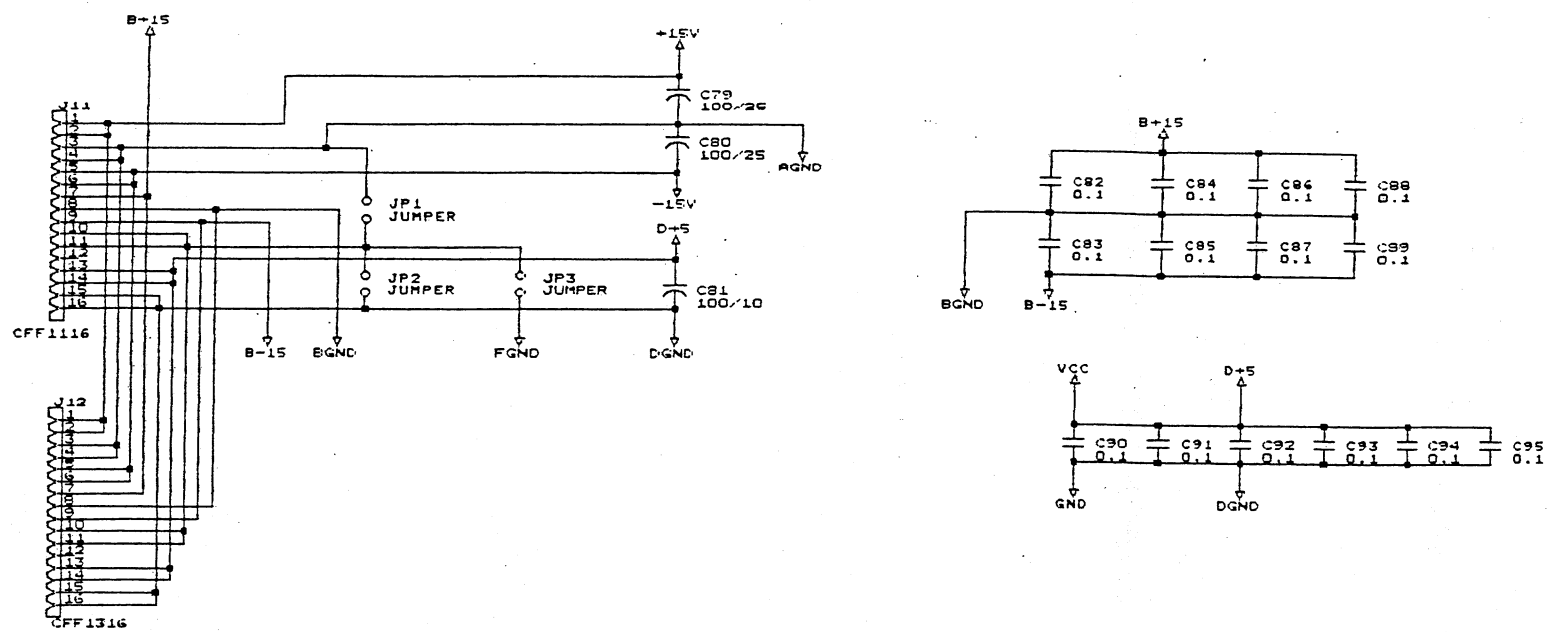 B+15
+15V
J11
C79
100/25
1
2
3
4
5
6
7
8
9
10
11
12
13
14
15
16
C80
100/25
AGND
-15V
JP1
JUMPER
D+5
JP2
JUMPER
JP3
JUMPER
C81
100/10
CFF1116
B-15
BGND
FGND
DGND
J12
1
2
3
4
5
6
7
8
9
10
11
12
13
14
15
16
CFF1316
B+15
C82
0.1
C84
0.1
C86
0.1
C88
0.1
C83
0.1
C85
0.1
C87
0.1
C89
0.1
BGND
B-15
VCC
D+5
C90
0.1
C91
0.1
C92
0.1
C93
0.1
C94
0.1
C95
0.1
GND
DGND